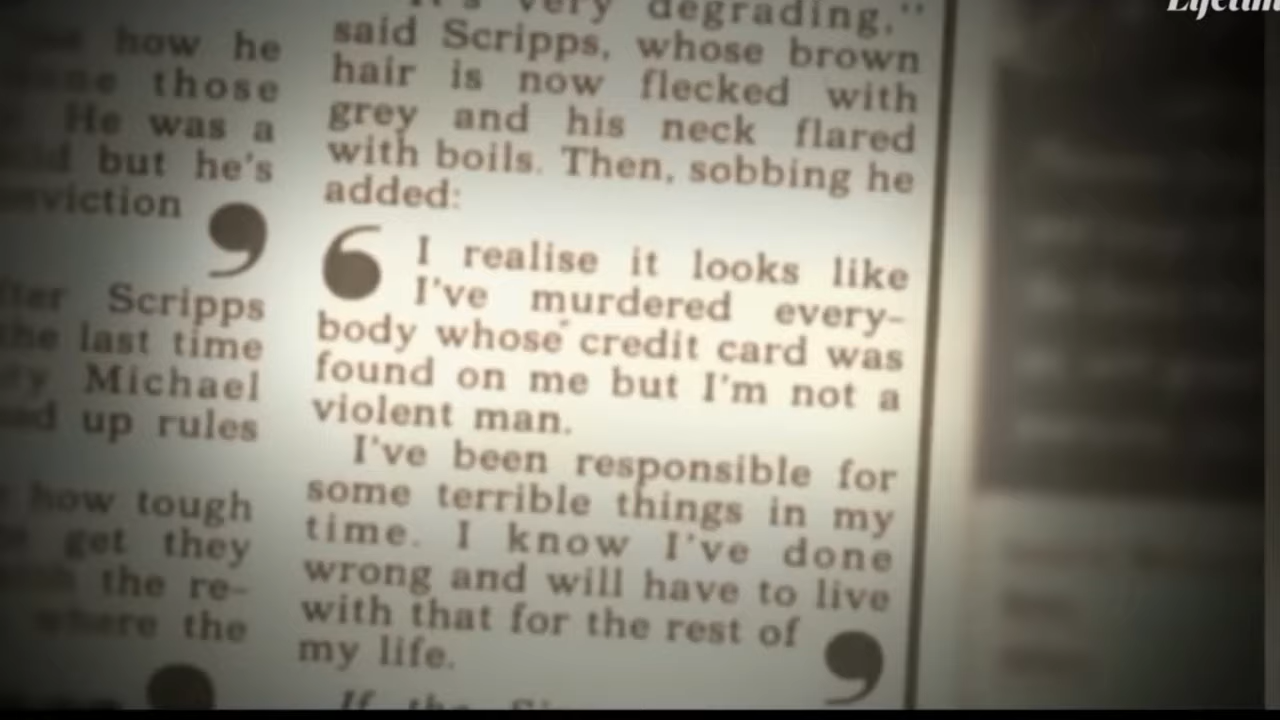 how he
those
He was a
but he's
conviction
Scripps
the last time
Michael
up rules
how tough
get they
the re-
where the
very degrading,"
said Scripps, whose brown
hair is now flecked with
grey and his neck flared
with boils. Then, sobbing he
added:
‘I realise it looks like
I've murdered every-
body whose credit card was
found on me but I'm not a
violent man.
I've been responsible for
some terrible things in my
time. I know I've done
wrong and will have to live
with that for the rest of
my life.’
If the